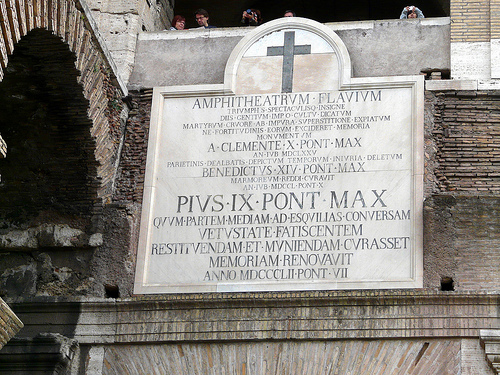 AMPHITHEATRVM · FLAVIVM
TRIVMPHIS · SPECTACVLISQ · INSIGNE
DIIS · GENTIVM · IMPIO · CVLTV · DICATVM
MARTYRVM · CRVORE · AB · IMPVRA · SVPERSTITIONE · EXPIATVM
NE · FORTITVDINIS · EORVM · EXCIDERET · MEMORIA
MONVMENTVM
A · CLEMENTE · X · PONT · MAX
AN · IVB · MDCLXXV
PARIETINIS · DEALBATIS · DEPICTVM · TEMPORVM · INIVRIA · DELETVM
BENEDICTVS · XIV · PONT · MAX
MARMOREVM · REDDI · CVRAVIT
AN · IVB · MDCCL · PONT · X
PIVS · IX · PONT · MAX
QVVM · PARTEM · MEDIAM · AD · ESQVILIAS · CONVERSAM
VETVSTATE · FATISCENTEM
RESTITVENDAM · ET · MVNIENDAM · CVRASSET
MEMORIAM · RENOVAVIT
ANNO · MDCCCLII · PONT · VII